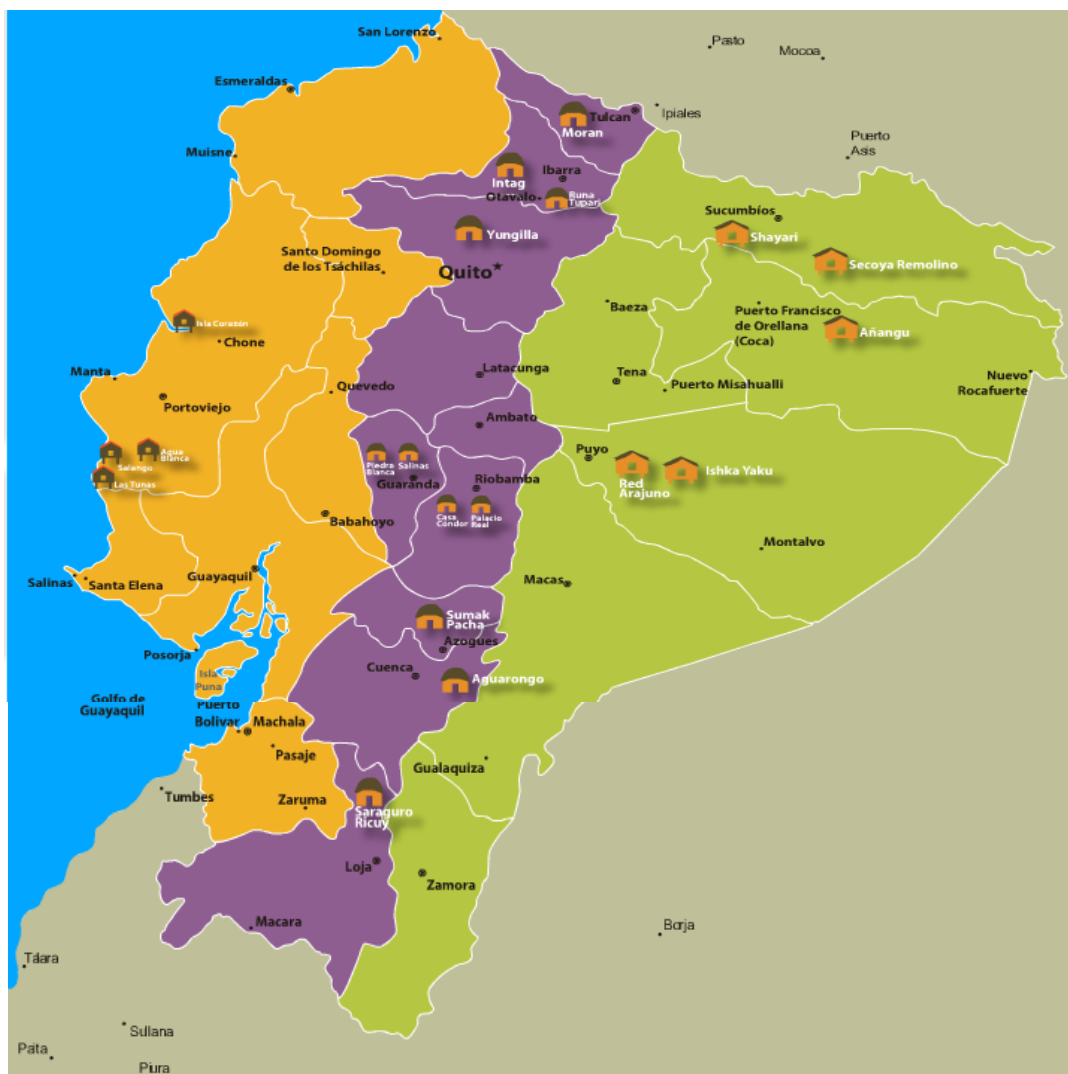 San Lorenzo
Pasto
Mocoa
Esmeraldas
Tulcan
Ipiales
Moran
Puerto
Asis
Muisne
Ibarra
Intag
Otavalo
Runa
Tupari
Sucumbíos
Shayari
Yungilla
Santo Domingo
de los Tsáchilas
Quito
Secoya Remolino
Baeza
Puerto Francisco
de Orellana
(Coca)
Añangu
Isla Corazón
Chone
Manta
Latacunga
Tena
Puerto Misahualli
Nuevo
Rocafuerte
Quevedo
Portoviejo
Ambato
Agua
Blanca
Salangu
Las Tunas
Piedra
Blanca
Salinas
Guaranda
Riobamba
Puyo
Red
Arajuno
Ishka Yaku
Casa
Condor
Palacio
Real
Babahoyo
Montalvo
Salinas
Santa Elena
Guayaquil
Macas
Sumak
Pacha
Azogues
Posorja
Isla
Puna
Cuenca
Aguarongo
Golfo de
Guayaquil
Puerto
Bolivar
Machala
Pasaje
Gualaquiza
Tumbes
Zaruma
Saraguro
Ricuy
Loja
Zamora
Macara
Borja
Tálara
Sullana
Paita
Piura